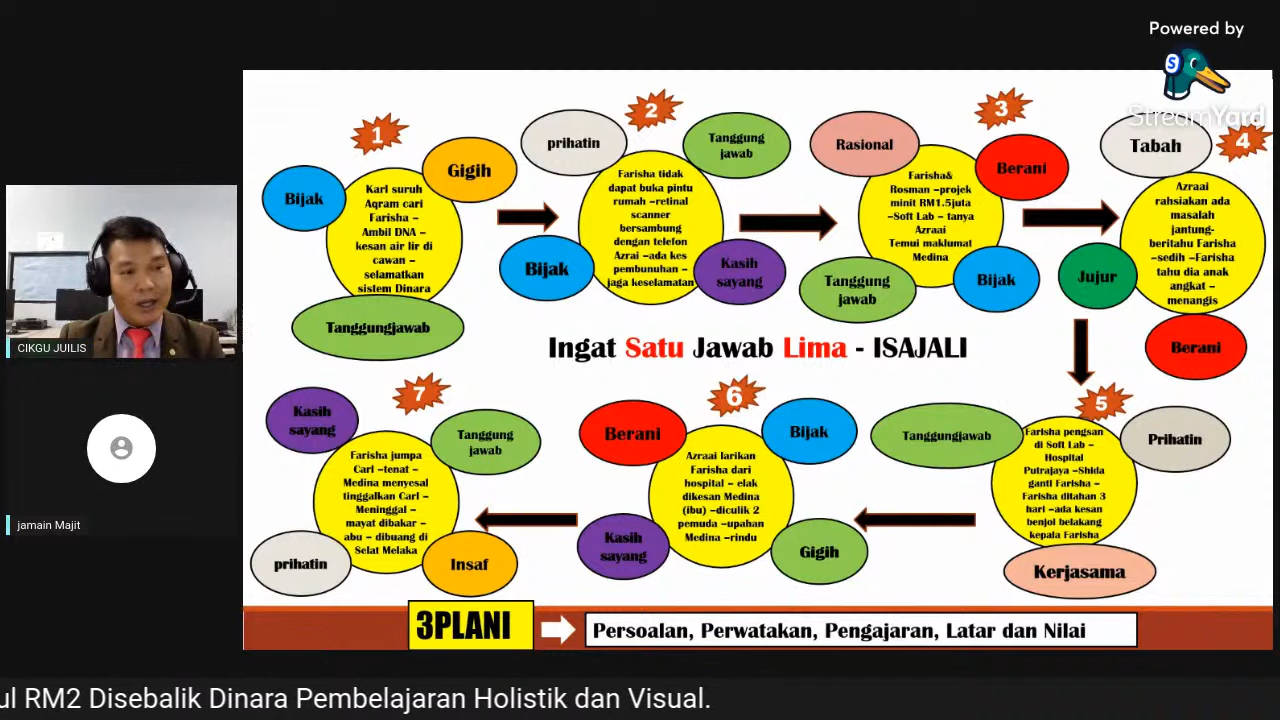 Powered by
StreamYard
1
Bijak
Gigih
Karl suruh
Aqram cari
Farisha –
Ambil DNA –
kesan air lir di
cawan –
selamatkan
sistem Dinara
Tanggungjawab
2
prihatin
Tanggung
jawab
Farisha tidak
dapat buka pintu
rumah –retinal
scanner
bersambung
dengan telefon
Azrai –ada kes
pembunuhan –
jaga keselamatan
Bijak
Kasih
sayang
3
Rasional
Berani
Farisha&
Rosman –projek
minit RM1.5juta
–Soft Lab – tanya
Azraai
Temui maklumat
Medina
Tanggung
jawab
Bijak
4
Tabah
Azraai
rahsiakan ada
masalah
jantung-
beritahu Farisha
–sedih –Farisha
tahu dia anak
angkat –
menangis
Jujur
Berani
Ingat Satu Jawab Lima - ISAJALI
5
Tanggungjawab
Prihatin
Farisha pengsan
di Soft Lab –
Hospital
Putrajaya –Shida
ganti Farisha –
Farisha ditahan 3
hari –ada kesan
benjol belakang
kepala Farisha
Kerjasama
6
Berani
Bijak
Azraai larikan
Farisha dari
hospital – elak
dikesan Medina
(ibu) –diculik 2
pemuda –upahan
Medina –rindu
Kasih
sayang
Gigih
7
Kasih
sayang
Tanggung
jawab
Farisha jumpa
Carl –tenat –
Medina menyesal
tinggalkan Carl –
Meninggal –
mayat dibakar –
abu – dibuang di
Selat Melaka
prihatin
Insaf
3PLANI
Persoalan, Perwatakan, Pengajaran, Latar dan Nilai
CIKGU JUILIS
jamain Majit
ul RM2 Disebalik Dinara Pembelajaran Holistik dan Visual.